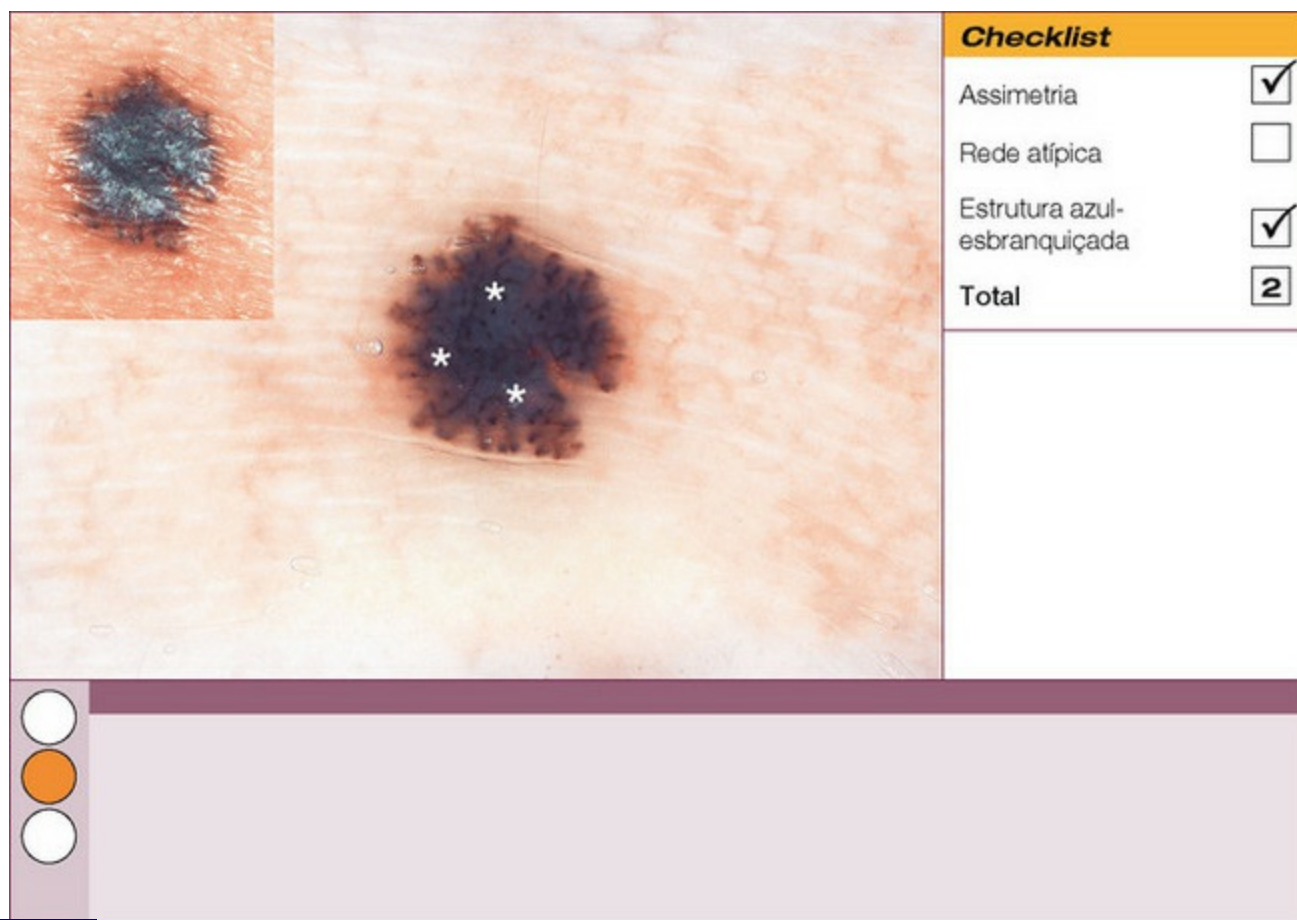 Checklist
Assimetria
Rede atípica
Estrutura azul-
esbranquiçada
Total 2